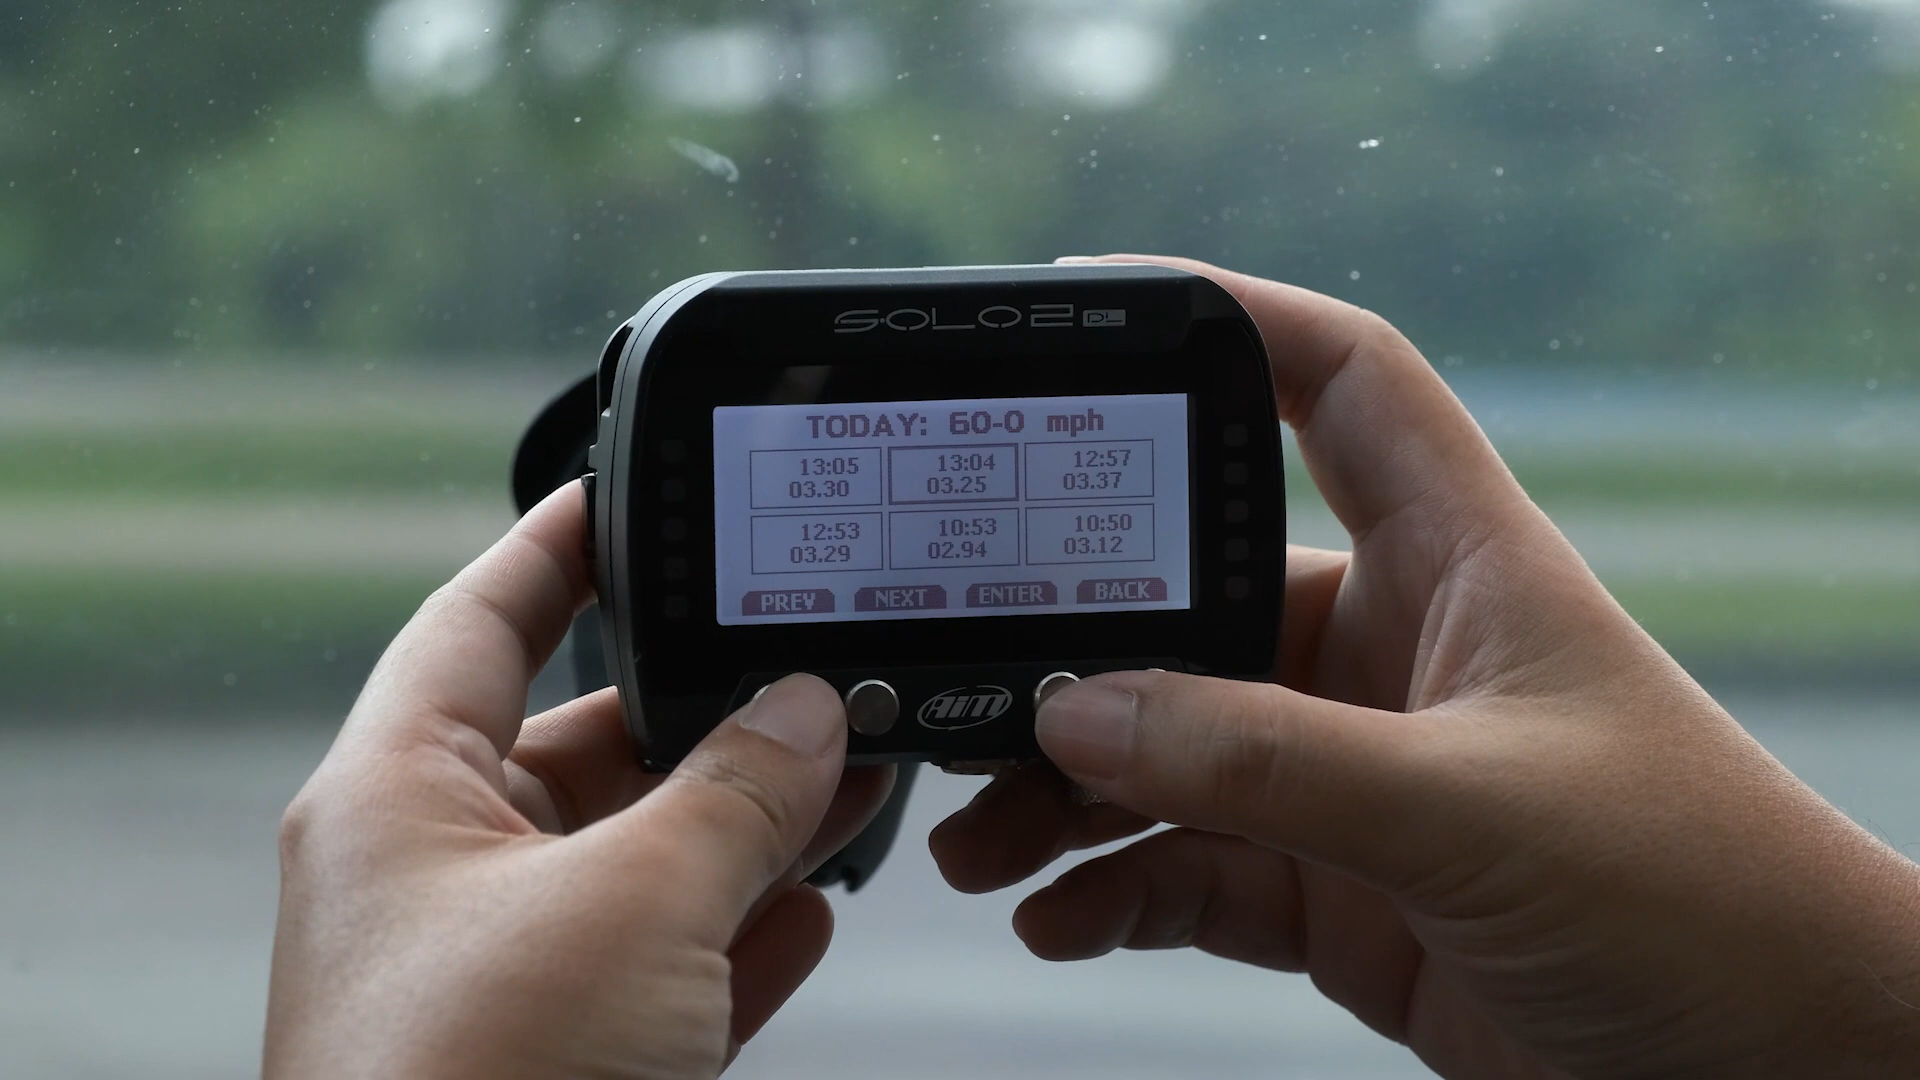 SOLO2 DL
TODAY: 60-0 mph
13:05 13:04 12:57
03.30 03.25 03.37
12:53 10:53 10:50
03.29 02.94 03.12
PREV NEXT ENTER BACK
AiM